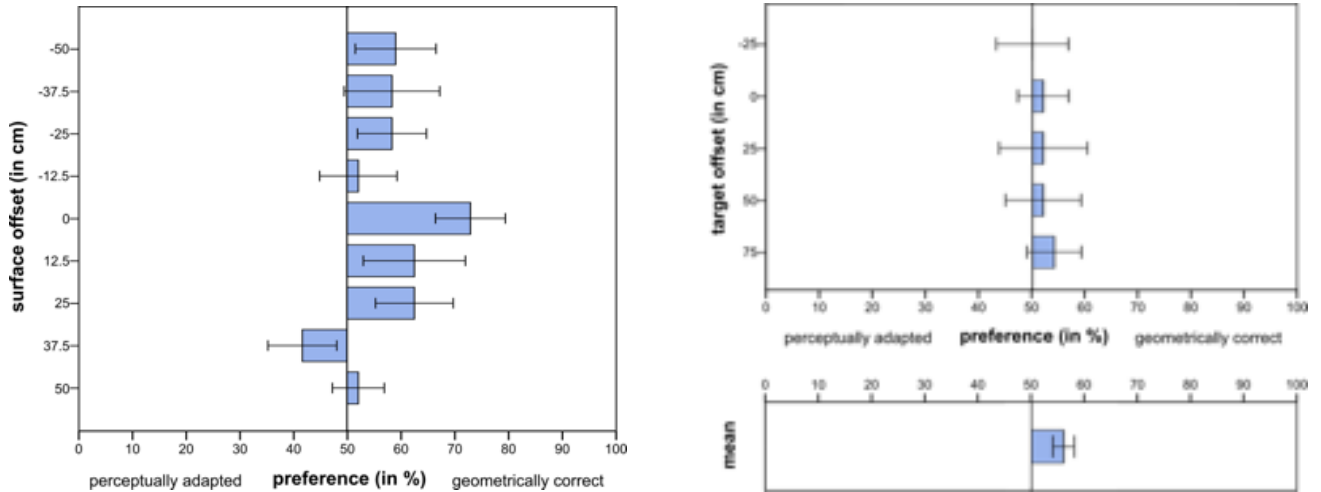 surface offset (in cm)
-50
-37.5
-25
-12.5
0
12.5
25
37.5
50
0 10 20 30 40 50 60 70 80 90 100
perceptually adapted preference (in %) geometrically correct
target offset (in cm)
-25
0
25
50
75
0 10 20 30 40 50 60 70 80 90 100
perceptually adapted preference (in %) geometrically correct
0 10 20 30 40 50 60 70 80 90 100
mean